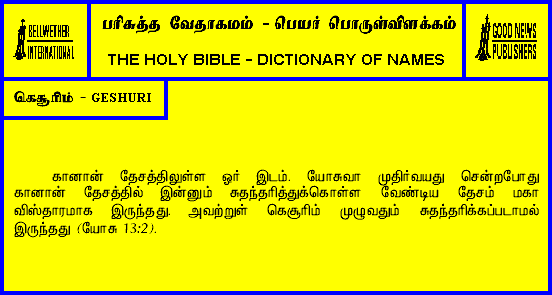 BELLWETHER
INTERNATIONAL
பரிசுத்த வேதாகமம் - பெயர் பொருள்விளக்கம்
THE HOLY BIBLE - DICTIONARY OF NAMES
GOOD NEWS
PUBLISHERS
கெசூரிம் - GESHURI
கானான் தேசத்திலுள்ள ஓர் இடம். யோசுவா முதிர்வயது சென்றபோது
கானான் தேசத்தில் இன்னும் சுதந்தரித்துக்கொள்ள வேண்டிய தேசம் மகா
விஸ்தாரமாக இருந்தது. அவற்றுள் கெசூரிம் முழுவதும் சுதந்தரிக்கப்படாமல்
இருந்தது (யோசு 13:2).